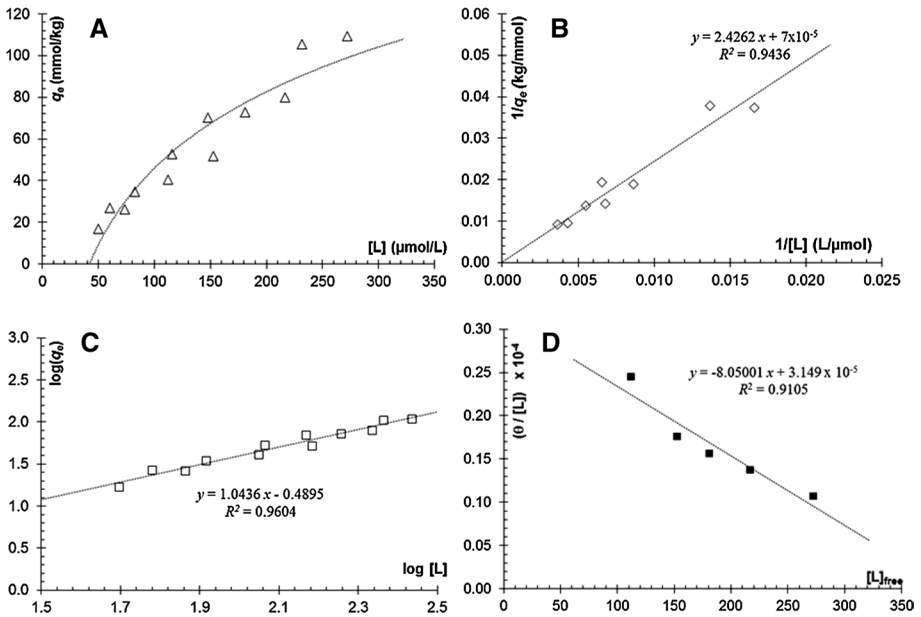 A
qₑ (mmol/kg)
120
100
80
60
40
20
0
[L] (µmol/L)
0 50 100 150 200 250 300 350
B
1/qₑ (kg/mmol)
y = 2.4262 x + 7x10⁻⁵
R² = 0.9436
0.06
0.05
0.04
0.03
0.02
0.01
0.00
1/[L] (L/µmol)
0.000 0.005 0.010 0.015 0.020 0.025
C
log(qₑ)
3.0
2.5
2.0
1.5
1.0
0.5
0.0
y = 1.0436 x - 0.4895
R² = 0.9604
log [L]
1.5 1.7 1.9 2.1 2.3 2.5
D
(θ / [L]) x 10⁻⁴
0.30
0.25
0.20
0.15
0.10
0.05
0.00
y = -8.05001 x + 3.149 x 10⁻⁵
R² = 0.9105
[L]fr
0 50 100 150 200 250 300 350